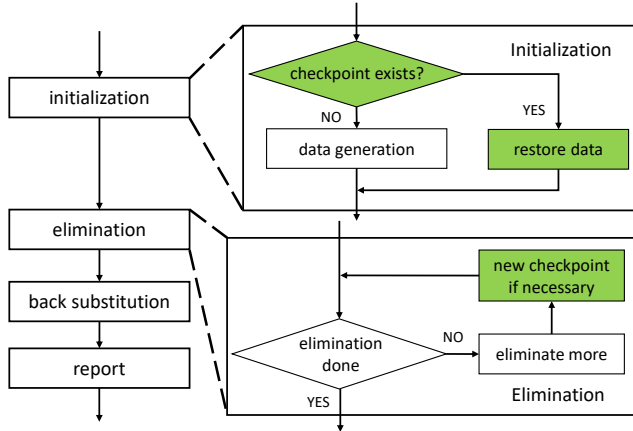 initialization
elimination
back substitution
report
Initialization
checkpoint exists?
NO
YES
data generation
restore data
new checkpoint
if necessary
elimination
done
NO
eliminate more
YES
Elimination